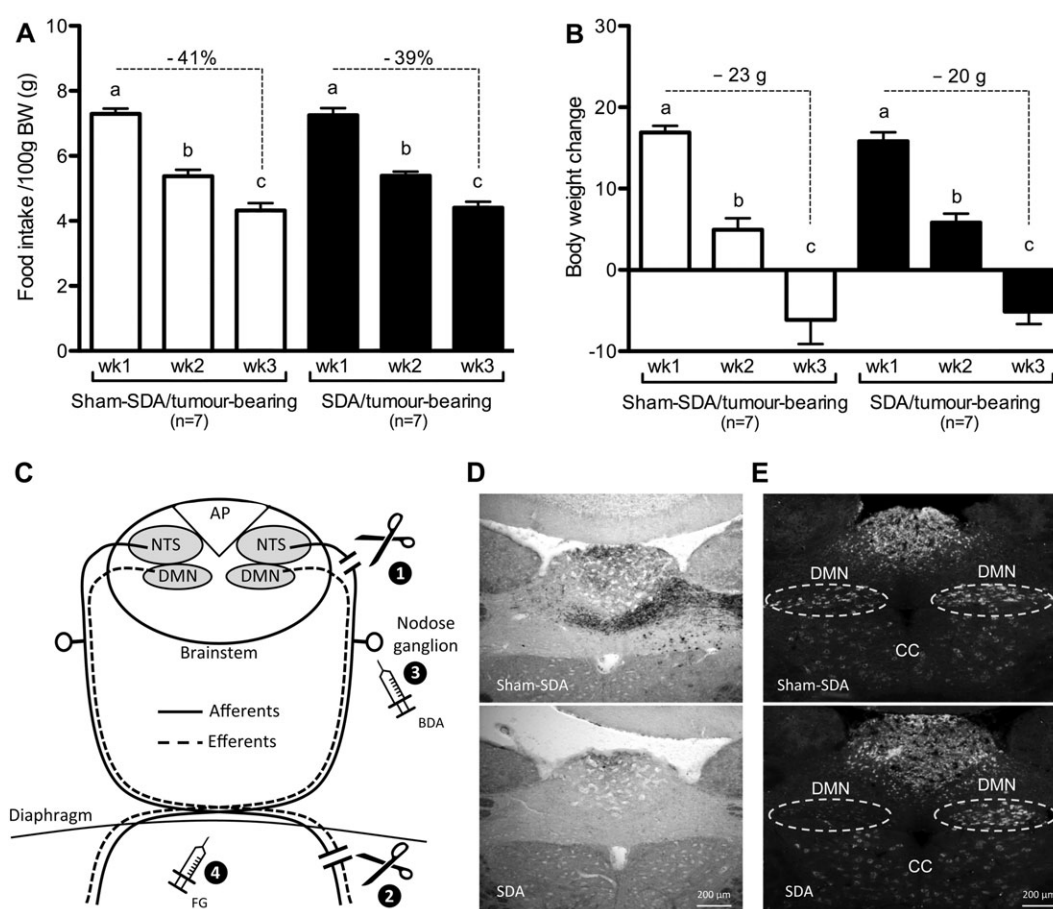 A
Food intake /100g BW (g)
10
8
6
4
2
0
- 41%
- 39%
a
b
c
a
b
c
wk1 wk2 wk3 wk1 wk2 wk3
Sham-SDA/tumour-bearing
(n=7)
SDA/tumour-bearing
(n=7)
B
Body weight change
30
20
10
0
-10
– 23 g
– 20 g
a
b
c
a
b
c
wk1 wk2 wk3 wk1 wk2 wk3
Sham-SDA/tumour-bearing
(n=7)
SDA/tumour-bearing
(n=7)
C
AP
NTS NTS
DMN DMN
1
Brainstem
Nodose
ganglion
3
BDA
Afferents
Efferents
Diaphragm
4
FG
2
D
Sham-SDA
SDA
200 µm
E
DMN DMN
CC
Sham-SDA
DMN DMN
CC
SDA
200 µm